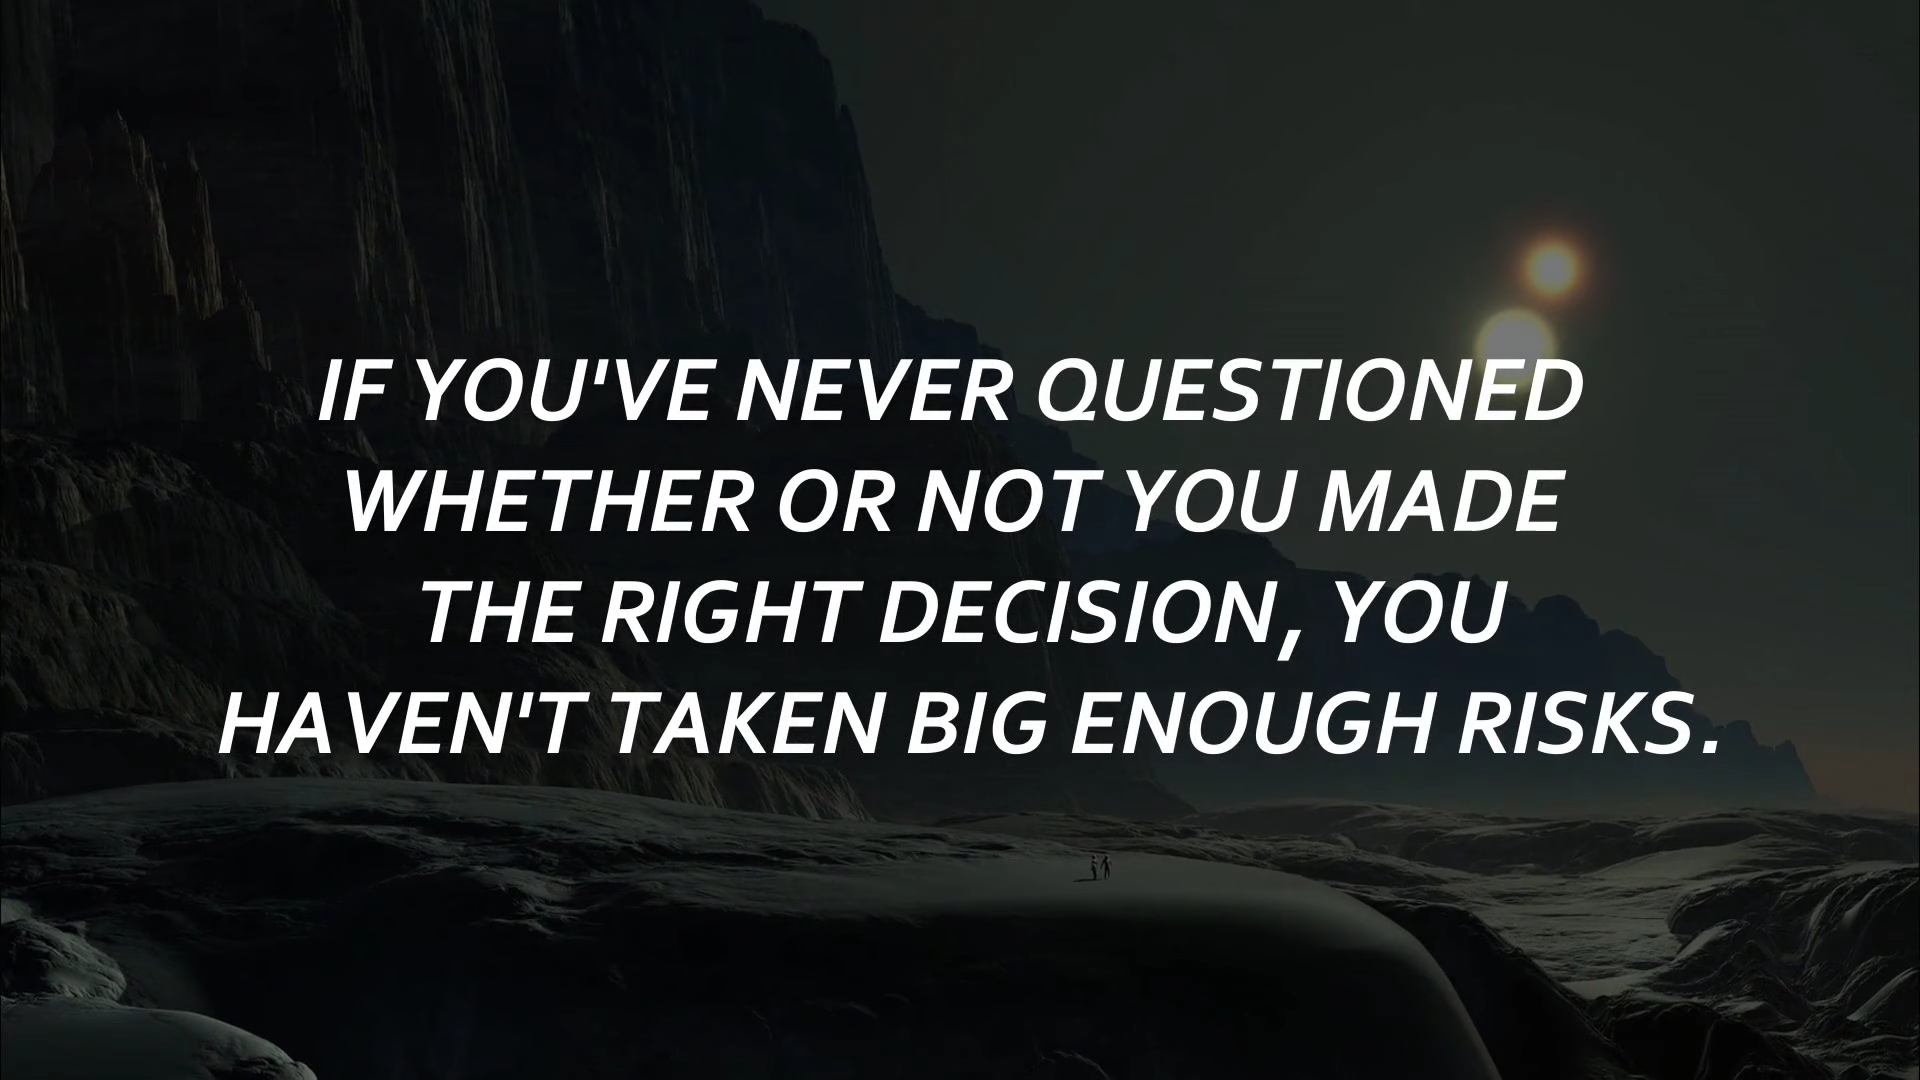 IF YOU'VE NEVER QUESTIONED
WHETHER OR NOT YOU MADE
THE RIGHT DECISION, YOU
HAVEN'T TAKEN BIG ENOUGH RISKS.